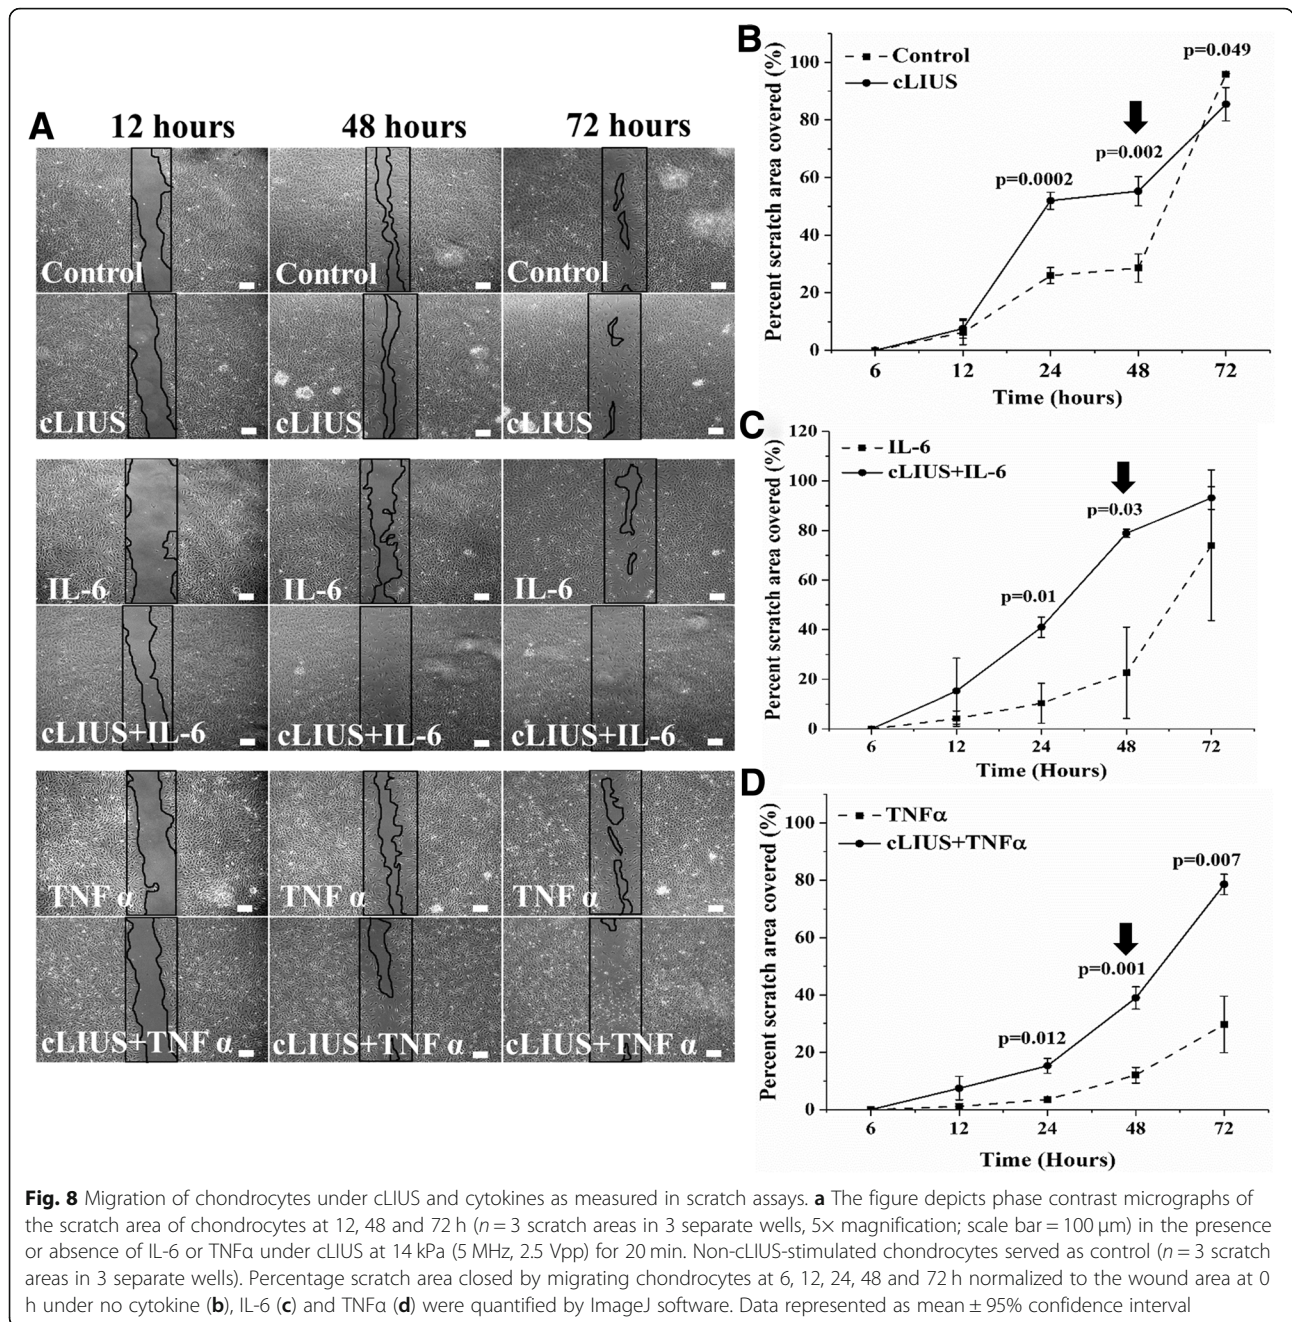 A
12 hours
48 hours
72 hours
Control
Control
Control
cLIUS
cLIUS
cLIUS
IL-6
IL-6
IL-6
cLIUS+IL-6
cLIUS+IL-6
cLIUS+IL-6
TNF α
TNF α
TNF α
cLIUS+TNF α
cLIUS+TNF α
cLIUS+TNF α
B
Percent scratch area covered (%)
100
80
60
40
20
0
Control
cLIUS
p=0.0002
p=0.002
p=0.049
6
12
24
48
72
Time (hours)
C
Percent scratch area covered (%)
120
100
80
60
40
20
0
IL-6
cLIUS+IL-6
p=0.01
p=0.03
6
12
24
48
72
Time (Hours)
D
Percent scratch area covered (%)
100
80
60
40
20
0
TNFα
cLIUS+TNFα
p=0.012
p=0.001
p=0.007
6
12
24
48
72
Time (Hours)
Fig. 8 Migration of chondrocytes under cLIUS and cytokines as measured in scratch assays. a The figure depicts phase contrast micrographs of
the scratch area of chondrocytes at 12, 48 and 72 h (n = 3 scratch areas in 3 separate wells, 5× magnification; scale bar = 100 μm) in the presence
or absence of IL-6 or TNFα under cLIUS at 14 kPa (5 MHz, 2.5 Vpp) for 20 min. Non-cLIUS-stimulated chondrocytes served as control (n = 3 scratch
areas in 3 separate wells). Percentage scratch area closed by migrating chondrocytes at 6, 12, 24, 48 and 72 h normalized to the wound area at 0
h under no cytokine (b), IL-6 (c) and TNFα (d) were quantified by ImageJ software. Data represented as mean ± 95% confidence interval